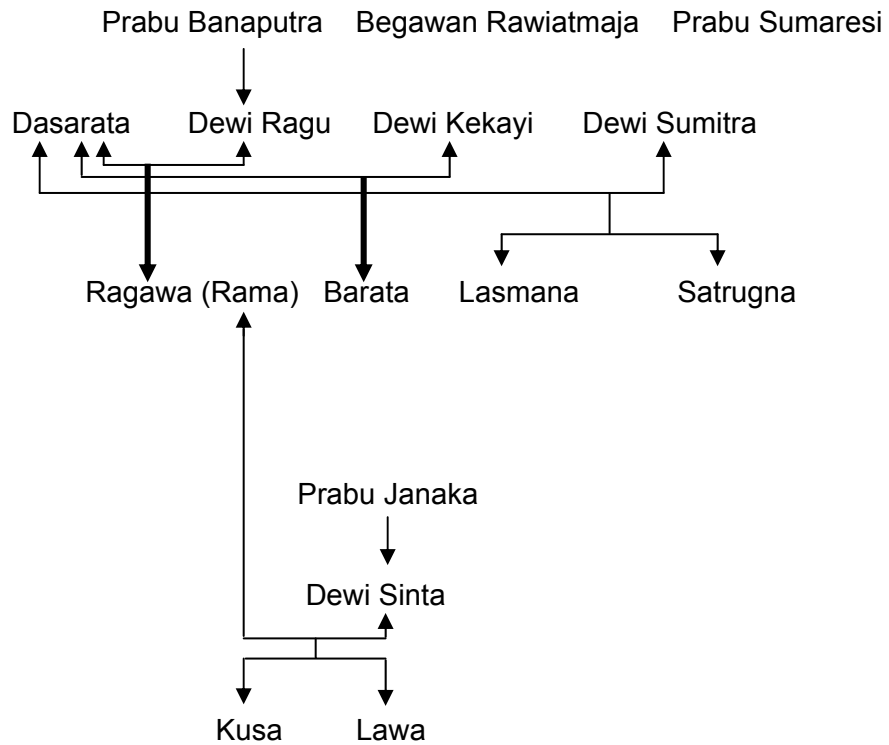 Prabu Banaputra Begawan Rawiatmaja Prabu Sumaresi
Dasarata Dewi Ragu Dewi Kekayi Dewi Sumitra
Ragawa (Rama) Barata Lasmana Satrugna
Prabu Janaka
Dewi Sinta
Kusa Lawa